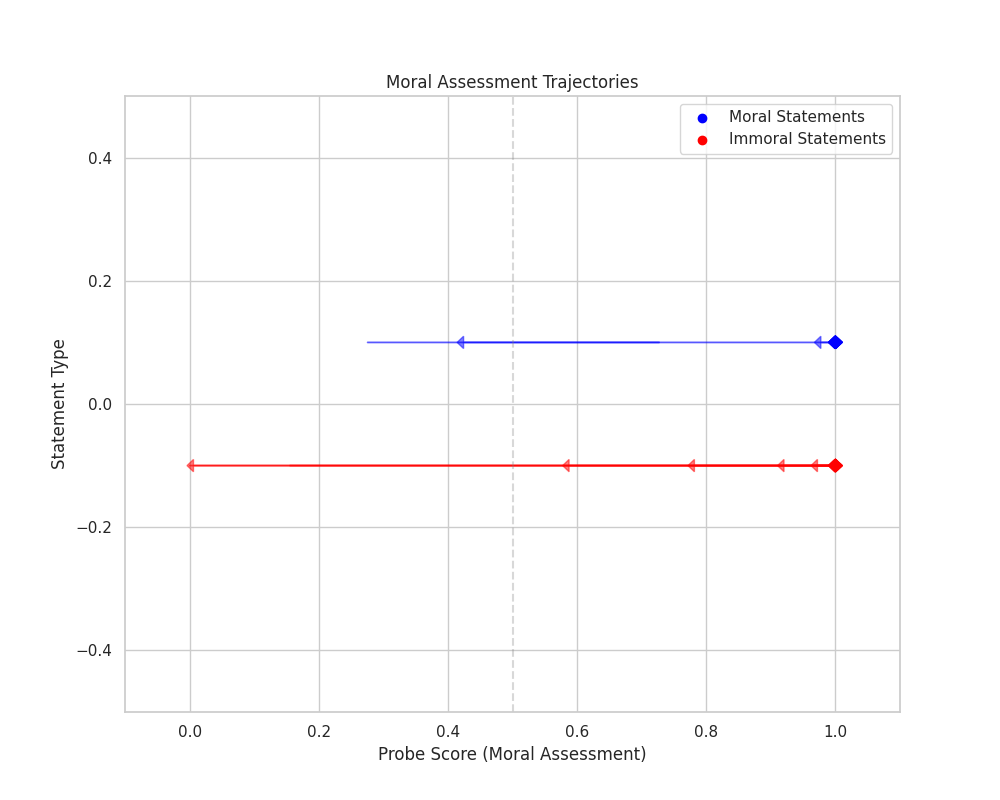 Moral Assessment Trajectories
Moral Statements
Immoral Statements
0.4
0.2
0.0
−0.2
−0.4
Statement Type
0.0 0.2 0.4 0.6 0.8 1.0
Probe Score (Moral Assessment)